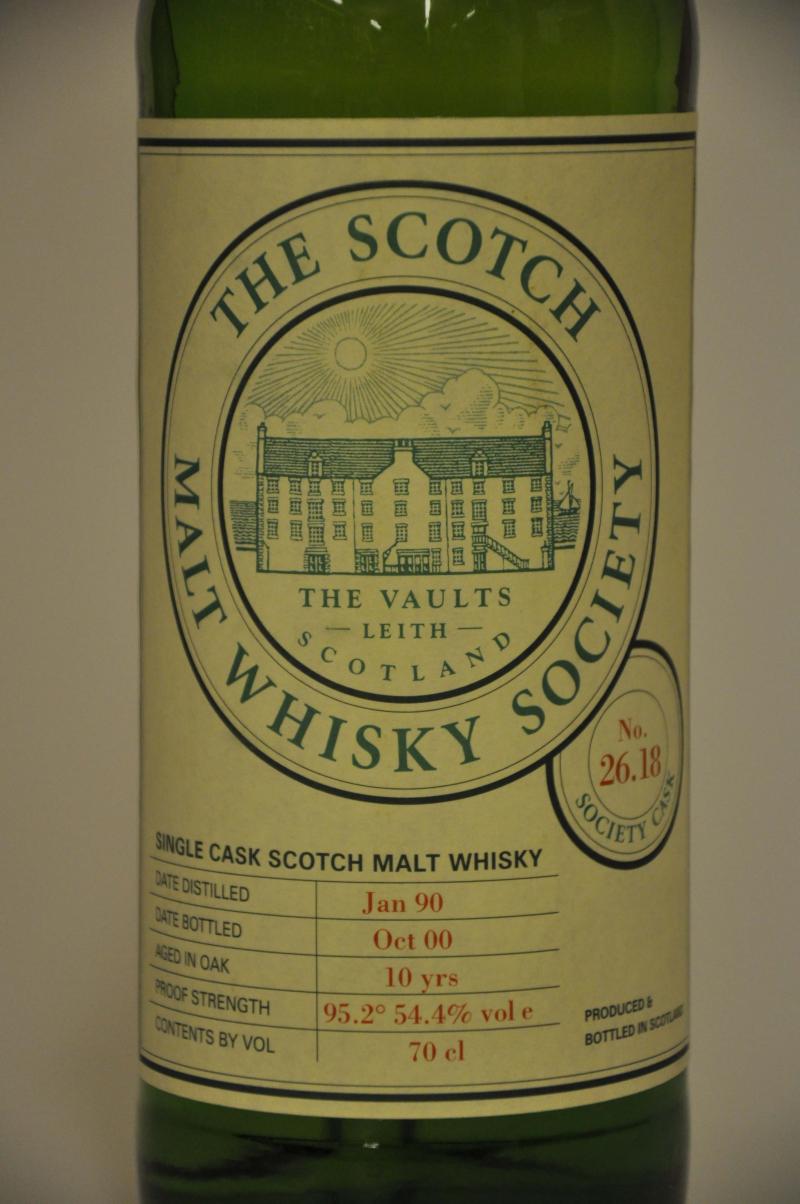 THE SCOTCH
MALT WHISKY SOCIETY
THE VAULTS
— LEITH —
SCOTLAND
No.
26.18
SOCIETY CASK
SINGLE CASK SCOTCH MALT WHISKY
DATE DISTILLED Jan 90
DATE BOTTLED Oct 00
AGED IN OAK 10 yrs
PROOF STRENGTH 95.2° 54.4% vol e
CONTENTS BY VOL 70 cl
PRODUCED &
BOTTLED IN SCOTLAND